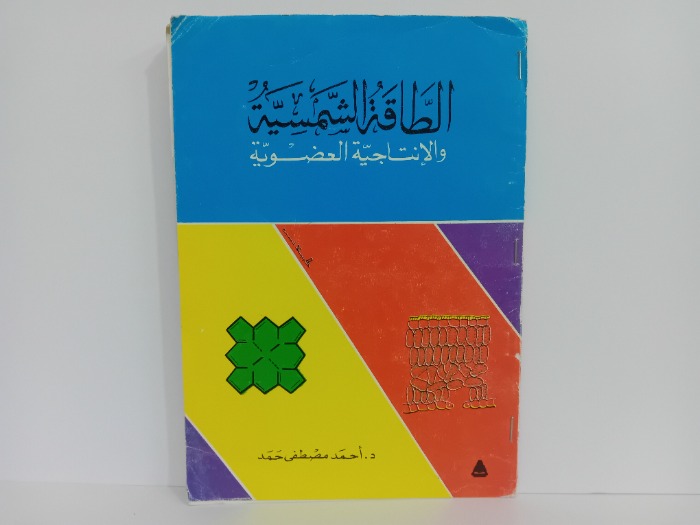 الطاقة الشمسية
والإنتاجية العضوية
د. أحمد مصطفى حمد